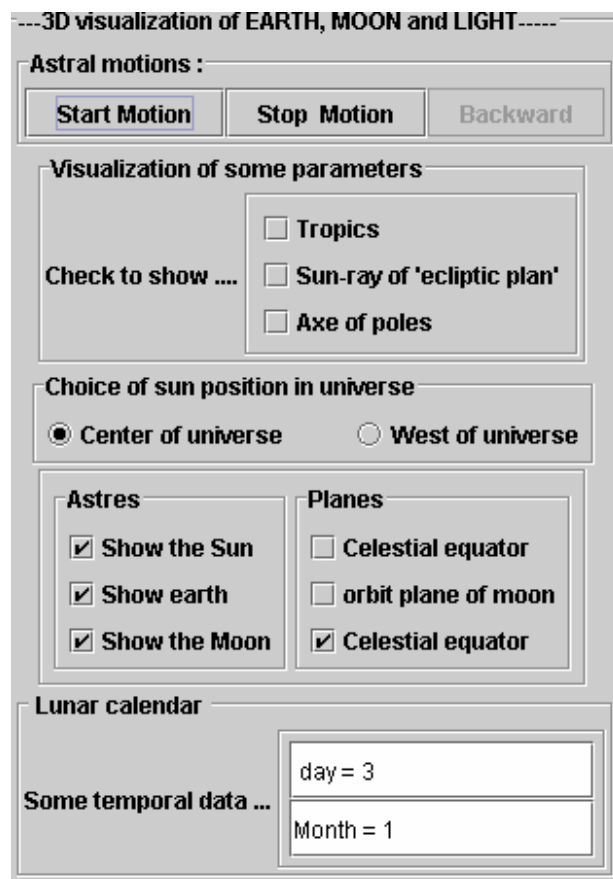 ---3D visualization of EARTH, MOON and LIGHT-----
Astral motions :
Start Motion Stop Motion Backward
Visualization of some parameters
Check to show ....
Tropics
Sun-ray of 'ecliptic plan'
Axe of poles
Choice of sun position in universe
Center of universe West of universe
Astres
Show the Sun
Show earth
Show the Moon
Planes
Celestial equator
orbit plane of moon
Celestial equator
Lunar calendar
Some temporal data ...
day = 3
Month = 1